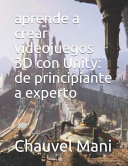 aprende a
crear
videojuegos
3D con Unity:
de principiante
a experto
Chauvel Mani